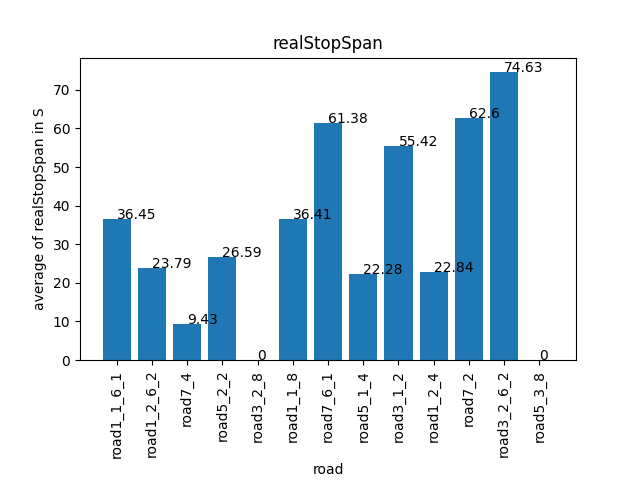 realStopSpan
average of realStopSpan in S
70
60
50
40
30
20
10
0
36.45
23.79
9.43
26.59
0
36.41
61.38
22.28
55.42
22.84
62.6
74.63
0
road1_1_6_1
road1_2_6_2
road7_4
road5_2_2
road3_2_8
road1_1_8
road7_6_1
road5_1_4
road3_1_2
road1_2_4
road7_2
road3_2_6_2
road5_3_8
road